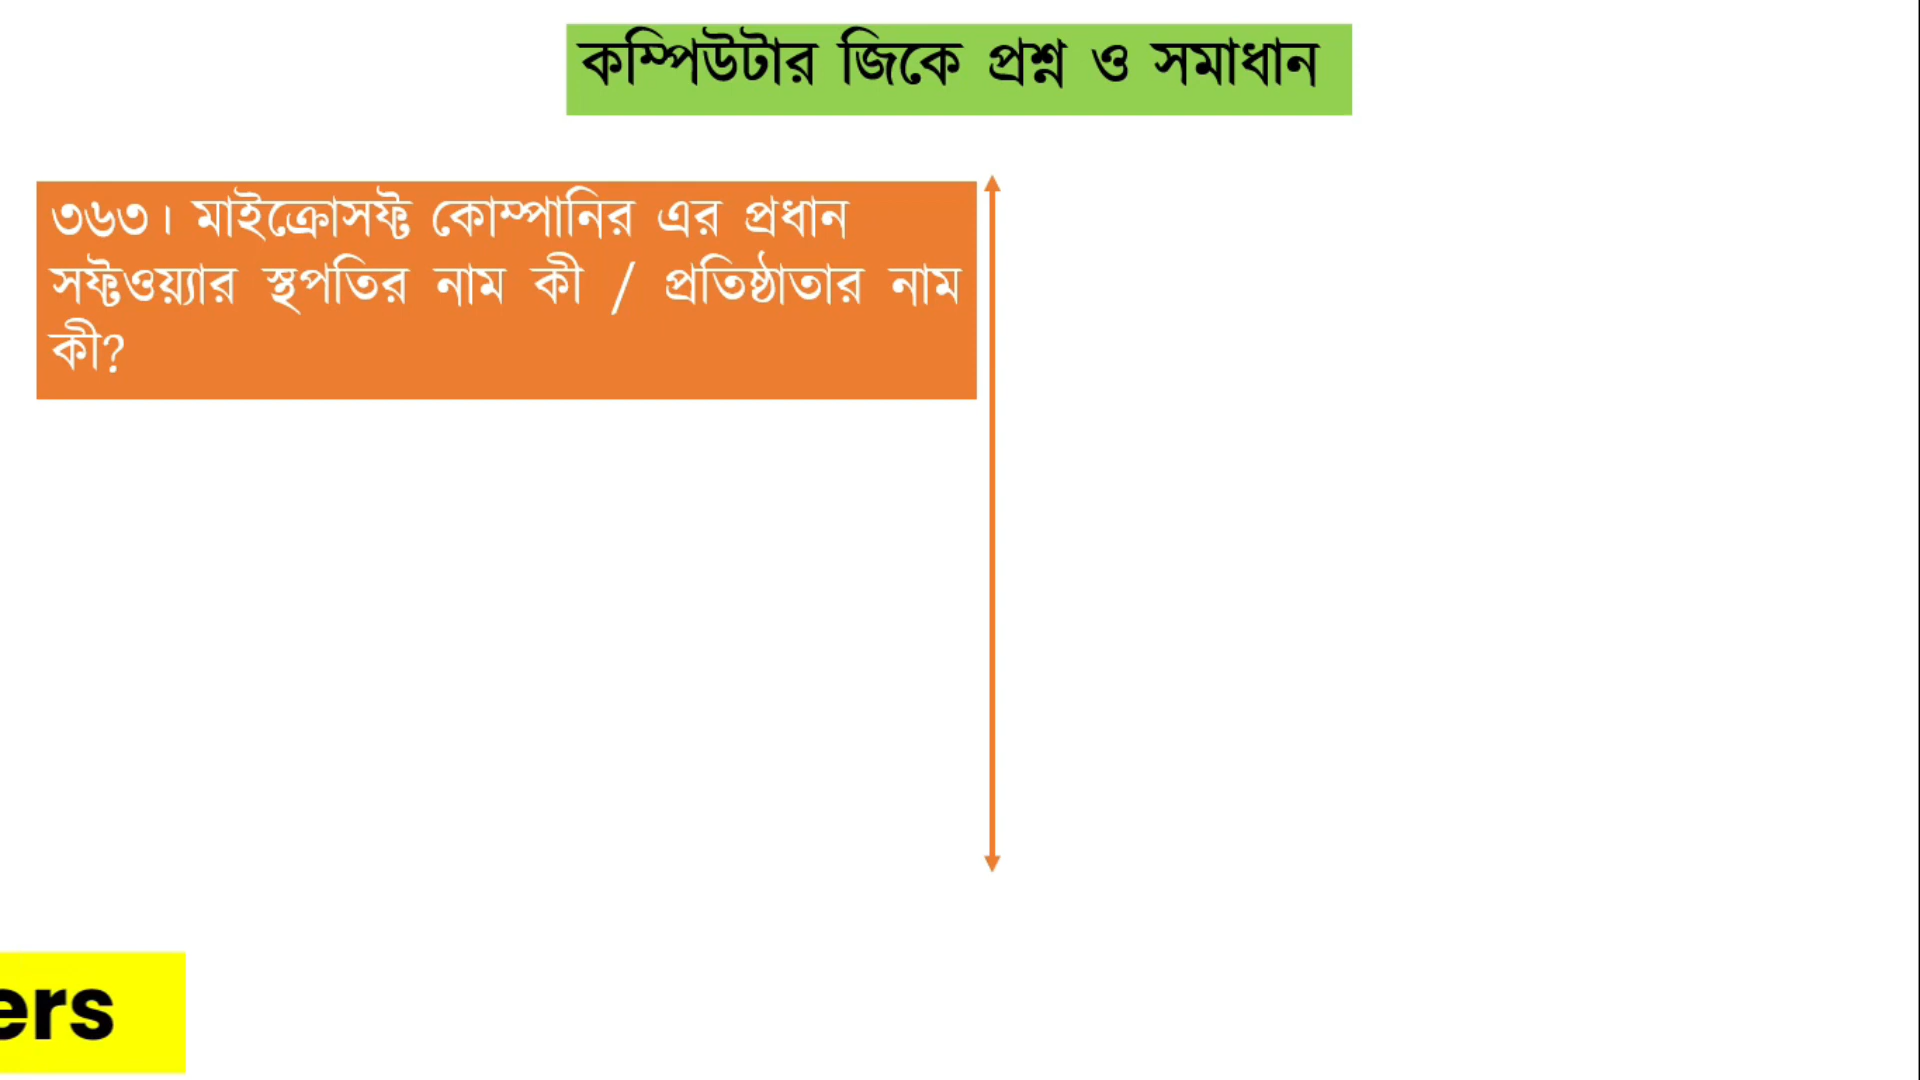 কম্পিউটার জিকে প্রশ্ন ও সমাধান
৩৬৩। মাইক্রোসফ্ট কোম্পানির এর প্রধান
সফ্টওয়্যার স্থপতির নাম কী / প্রতিষ্ঠাতার নাম
কী?
ers